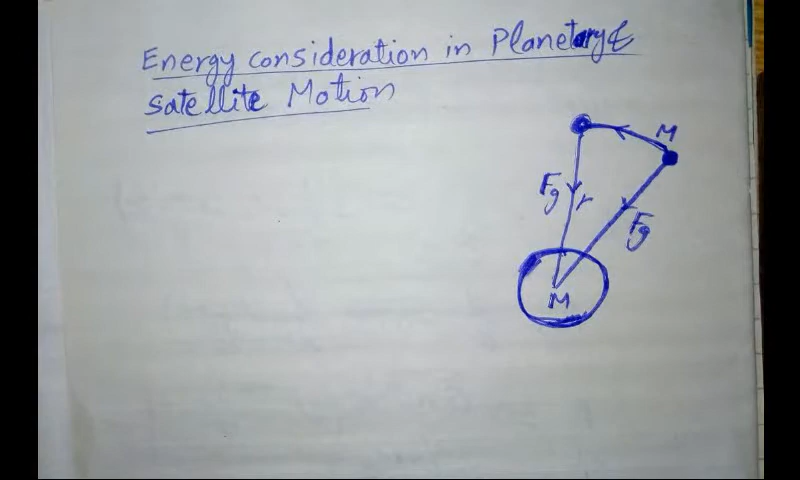 Energy consideration in Planetary &
satellite Motion
M
Fg
r
Fg
M